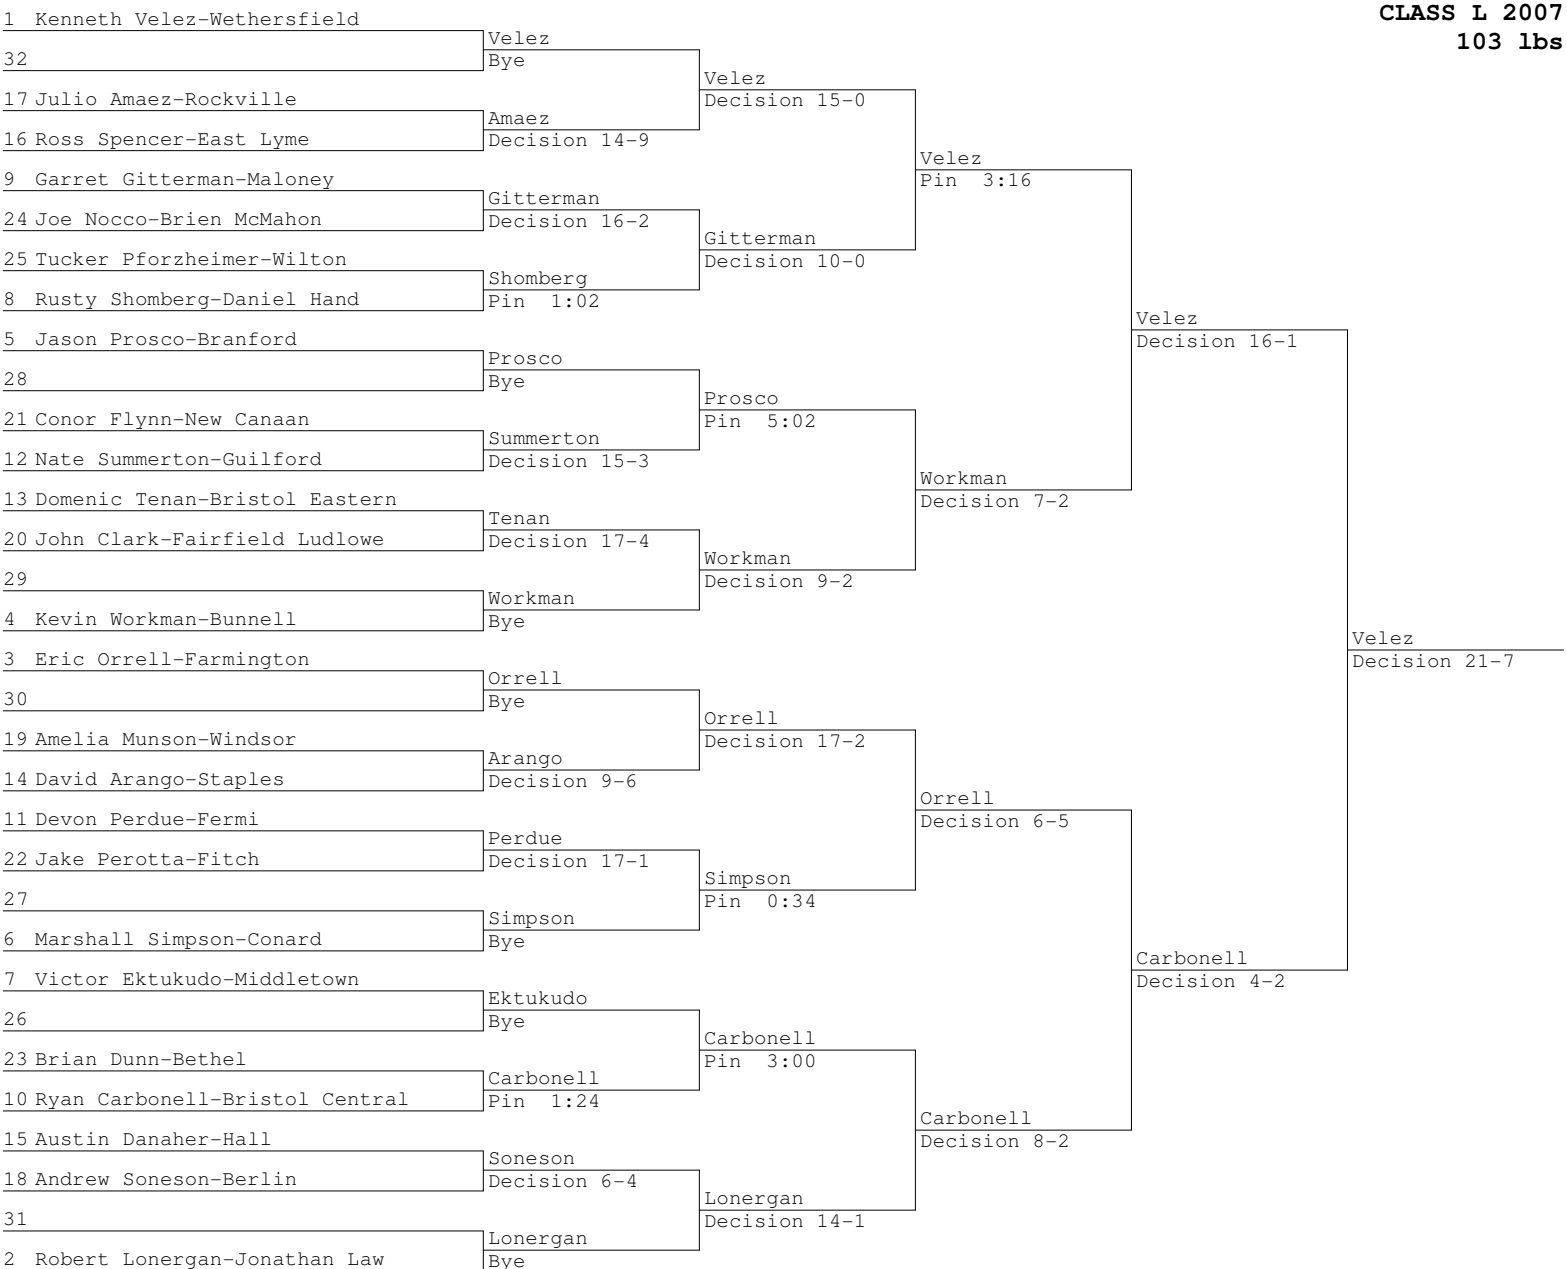 CLASS L 2007
103 lbs
1 Kenneth Velez-Wethersfield
32
17 Julio Amaez-Rockville
16 Ross Spencer-East Lyme
9 Garret Gitterman-Maloney
24 Joe Nocco-Brien McMahon
25 Tucker Pforzheimer-Wilton
8 Rusty Shomberg-Daniel Hand
5 Jason Prosco-Branford
28
21 Conor Flynn-New Canaan
12 Nate Summerton-Guilford
13 Domenic Tenan-Bristol Eastern
20 John Clark-Fairfield Ludlowe
29
4 Kevin Workman-Bunnell
3 Eric Orrell-Farmington
30
19 Amelia Munson-Windsor
14 David Arango-Staples
11 Devon Perdue-Fermi
22 Jake Perotta-Fitch
27
6 Marshall Simpson-Conard
7 Victor Ektukudo-Middletown
26
23 Brian Dunn-Bethel
10 Ryan Carbonell-Bristol Central
15 Austin Danaher-Hall
18 Andrew Soneson-Berlin
31
2 Robert Lonergan-Jonathan Law
Velez
Bye
Amaez
Decision 14-9
Gitterman
Decision 16-2
Shomberg
Pin 1:02
Prosco
Bye
Summerton
Decision 15-3
Tenan
Decision 17-4
Workman
Bye
Orrell
Bye
Arango
Decision 9-6
Perdue
Decision 17-1
Simpson
Bye
Ektukudo
Bye
Carbonell
Pin 1:24
Soneson
Decision 6-4
Lonergan
Bye
Velez
Decision 15-0
Gitterman
Decision 10-0
Prosco
Pin 5:02
Workman
Decision 9-2
Orrell
Decision 17-2
Simpson
Pin 0:34
Carbonell
Pin 3:00
Lonergan
Decision 14-1
Velez
Pin 3:16
Workman
Decision 7-2
Orrell
Decision 6-5
Carbonell
Decision 8-2
Velez
Decision 16-1
Carbonell
Decision 4-2
Velez
Decision 21-7